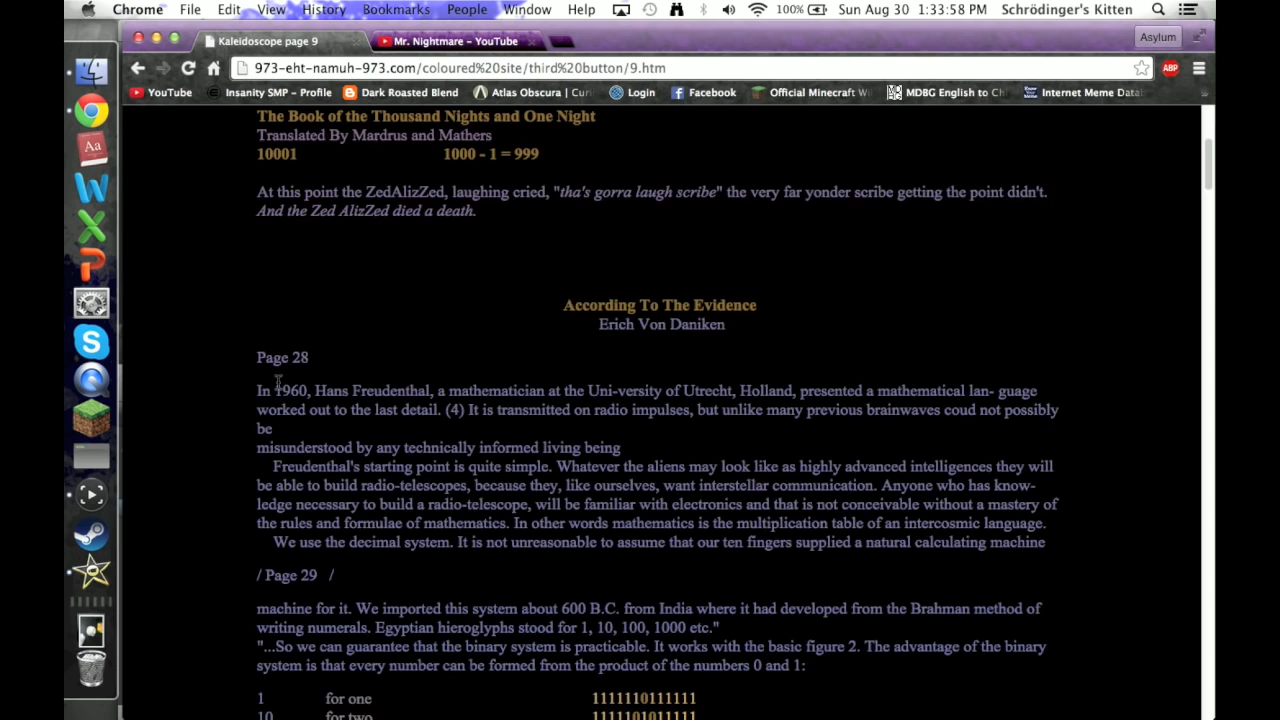 Chrome File Edit View History Bookmarks People Window Help 100% Sun Aug 30 1:33:58 PM Schrödinger's Kitten
Kaleidoscope page 9 Mr. Nightmare – YouTube Asylum
973-eht-namuh-973.com/coloured%20site/third%20button/9.htm ABP
YouTube Insanity SMP – Profile Dark Roasted Blend Atlas Obscura | Curi Login Facebook Official Minecraft Wi MDBG English to Ch Internet Meme Data
The Book of the Thousand Nights and One Night
Translated By Mardrus and Mathers
10001 1000 - 1 = 999
At this point the ZedAlizZed, laughing cried, "tha's gorra laugh scribe" the very far yonder scribe getting the point didn't.
And the Zed AlizZed died a death.
According To The Evidence
Erich Von Daniken
Page 28
In 1960, Hans Freudenthal, a mathematician at the Uni-versity of Utrecht, Holland, presented a mathematical lan- guage
worked out to the last detail. (4) It is transmitted on radio impulses, but unlike many previous brainwaves coud not possibly
be
misunderstood by any technically informed living being
Freudenthal's starting point is quite simple. Whatever the aliens may look like as highly advanced intelligences they will
be able to build radio-telescopes, because they, like ourselves, want interstellar communication. Anyone who has know-
ledge necessary to build a radio-telescope, will be familiar with electronics and that is not conceivable without a mastery of
the rules and formulae of mathematics. In other words mathematics is the multiplication table of an intercosmic language.
We use the decimal system. It is not unreasonable to assume that our ten fingers supplied a natural calculating machine
/ Page 29 /
machine for it. We imported this system about 600 B.C. from India where it had developed from the Brahman method of
writing numerals. Egyptian hieroglyphs stood for 1, 10, 100, 1000 etc."
"...So we can guarantee that the binary system is practicable. It works with the basic figure 2. The advantage of the binary
system is that every number can be formed from the product of the numbers 0 and 1:
1 for one 1111110111111
10 for two 1111101011111